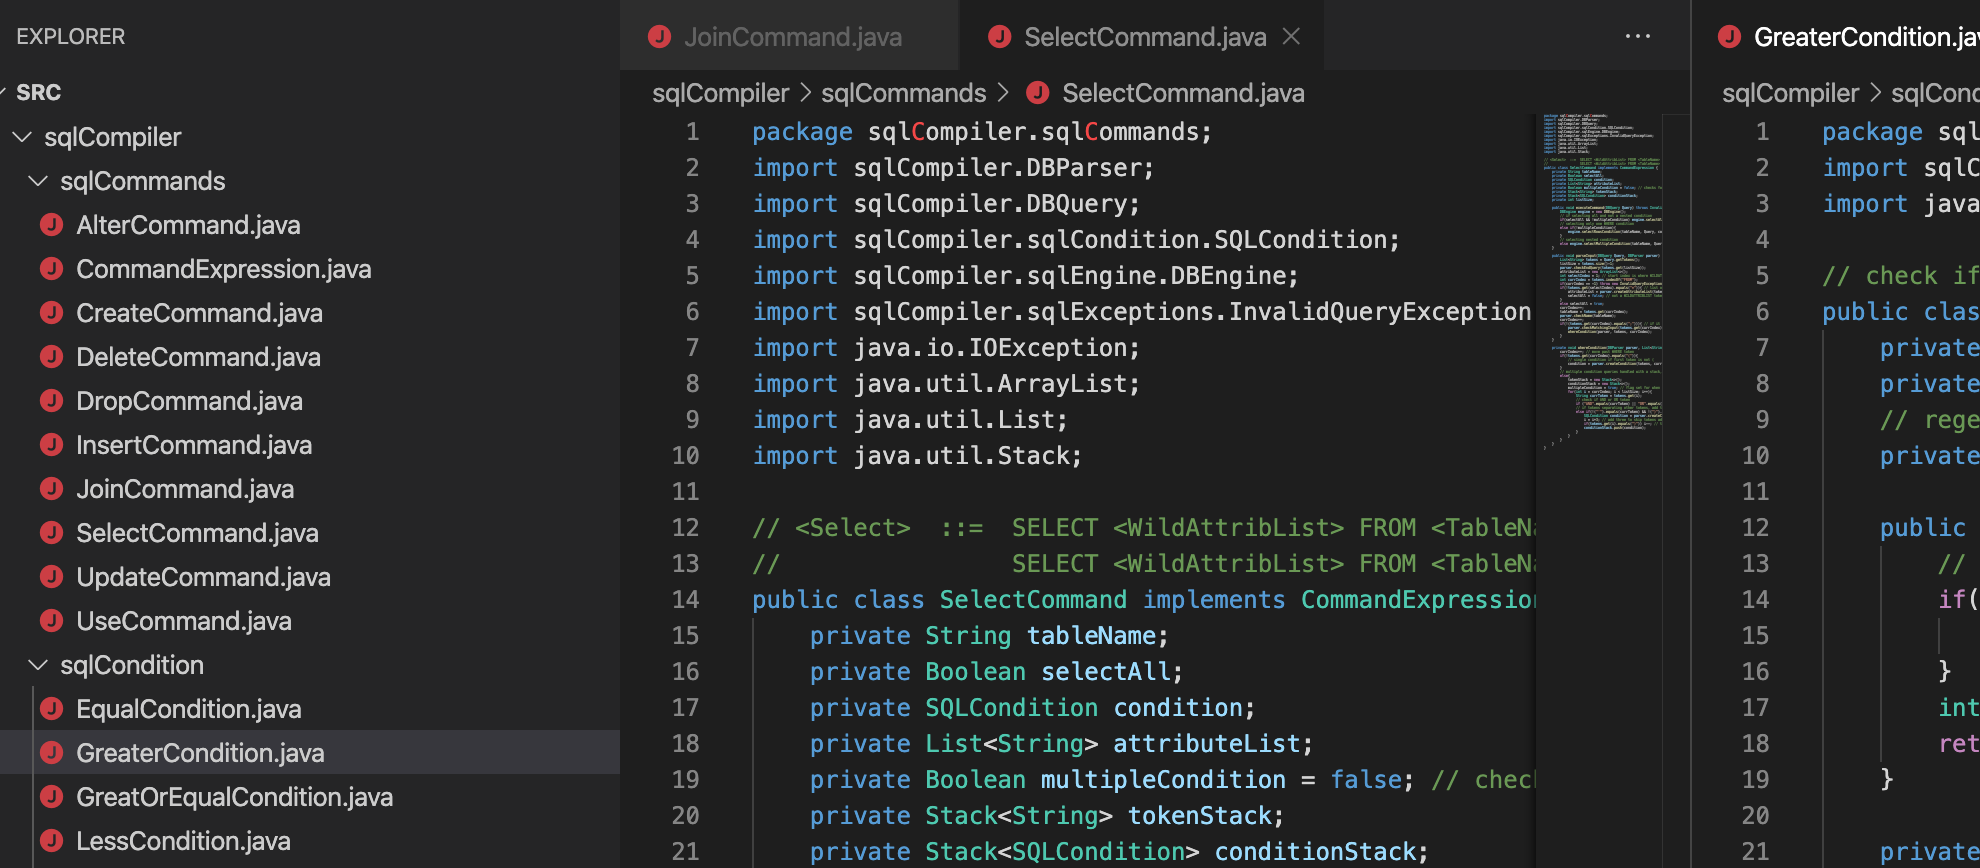 EXPLORER
SRC
sqlCompiler
sqlCommands
AlterCommand.java
CommandExpression.java
CreateCommand.java
DeleteCommand.java
DropCommand.java
InsertCommand.java
JoinCommand.java
SelectCommand.java
UpdateCommand.java
UseCommand.java
sqlCondition
EqualCondition.java
GreaterCondition.java
GreatOrEqualCondition.java
LessCondition.java
JoinCommand.java
SelectCommand.java
sqlCompiler > sqlCommands > SelectCommand.java
1 package sqlCompiler.sqlCommands;
2 import sqlCompiler.DBParser;
3 import sqlCompiler.DBQuery;
4 import sqlCompiler.sqlCondition.SQLCondition;
5 import sqlCompiler.sqlEngine.DBEngine;
6 import sqlCompiler.sqlExceptions.InvalidQueryException
7 import java.io.IOException;
8 import java.util.ArrayList;
9 import java.util.List;
10 import java.util.Stack;
11
12 // <Select>  ::=  SELECT <WildAttribList> FROM <TableNa
13 //                SELECT <WildAttribList> FROM <TableNa
14 public class SelectCommand implements CommandExpression
15     private String tableName;
16     private Boolean selectAll;
17     private SQLCondition condition;
18     private List<String> attributeList;
19     private Boolean multipleCondition = false; // chec
20     private Stack<String> tokenStack;
21     private Stack<SQLCondition> conditionStack;
GreaterCondition.jav
sqlCompiler > sqlCond
1 package sql
2 import sqlC
3 import java
4
5 // check if
6 public clas
7     private
8     private
9     // rege
10     private
11
12     public
13         //
14         if(
15
16         }
17         int
18         ret
19     }
20
21     private